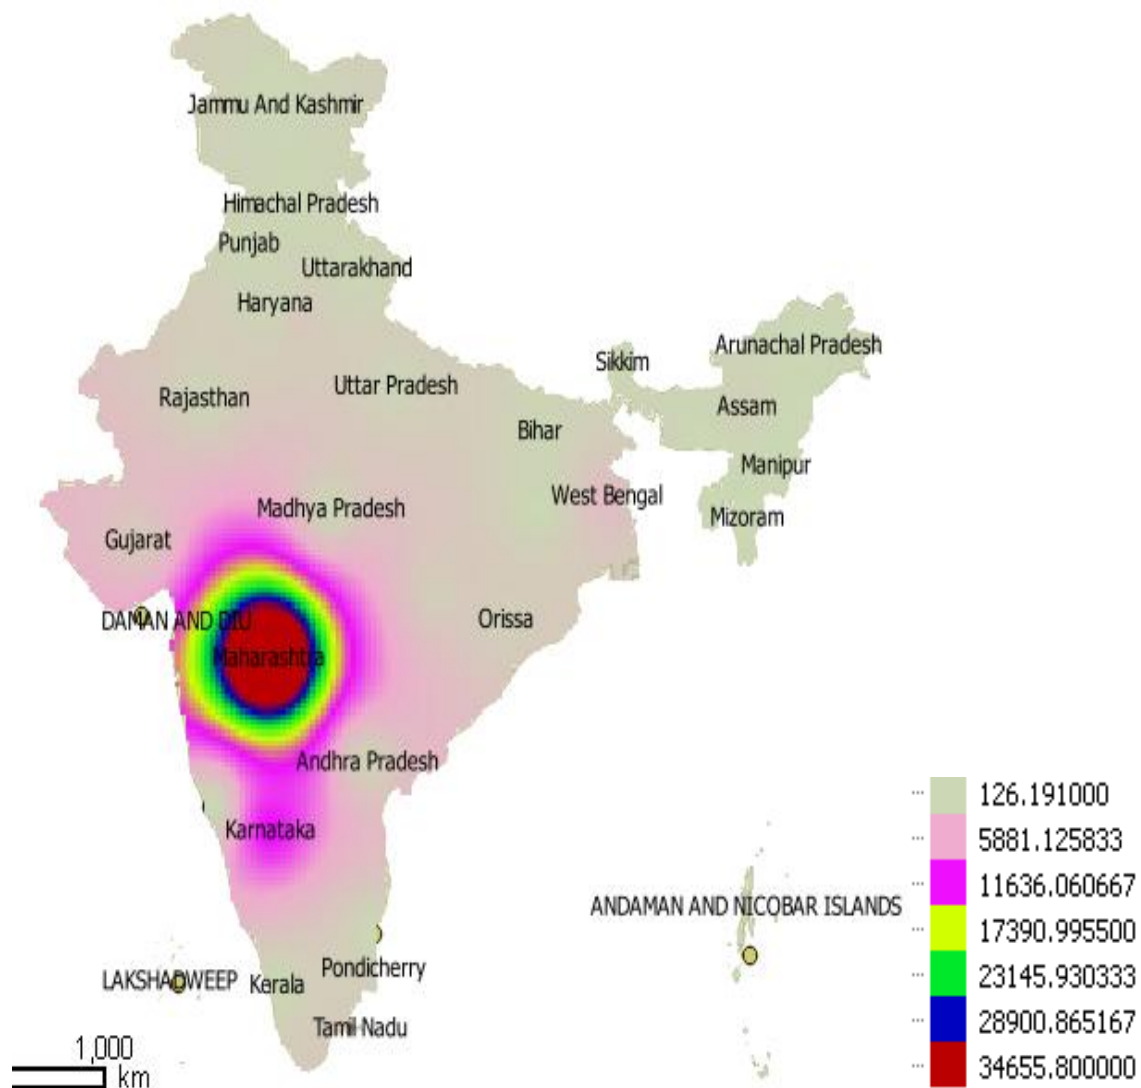 Jammu And Kashmir
Himachal Pradesh
Punjab
Uttarakhand
Haryana
Sikkim
Arunachal Pradesh
Uttar Pradesh
Rajasthan
Assam
Bihar
Manipur
West Bengal
Madhya Pradesh
Mizoram
Gujarat
Orissa
DAMAN AND DIU
Maharashtra
Andhra Pradesh
Karnataka
ANDAMAN AND NICOBAR ISLANDS
Pondicherry
LAKSHADWEEP
Kerala
Tamil Nadu
1,000
km
126.191000
5881.125833
11636.060667
17390.995500
23145.930333
28900.865167
34655.800000